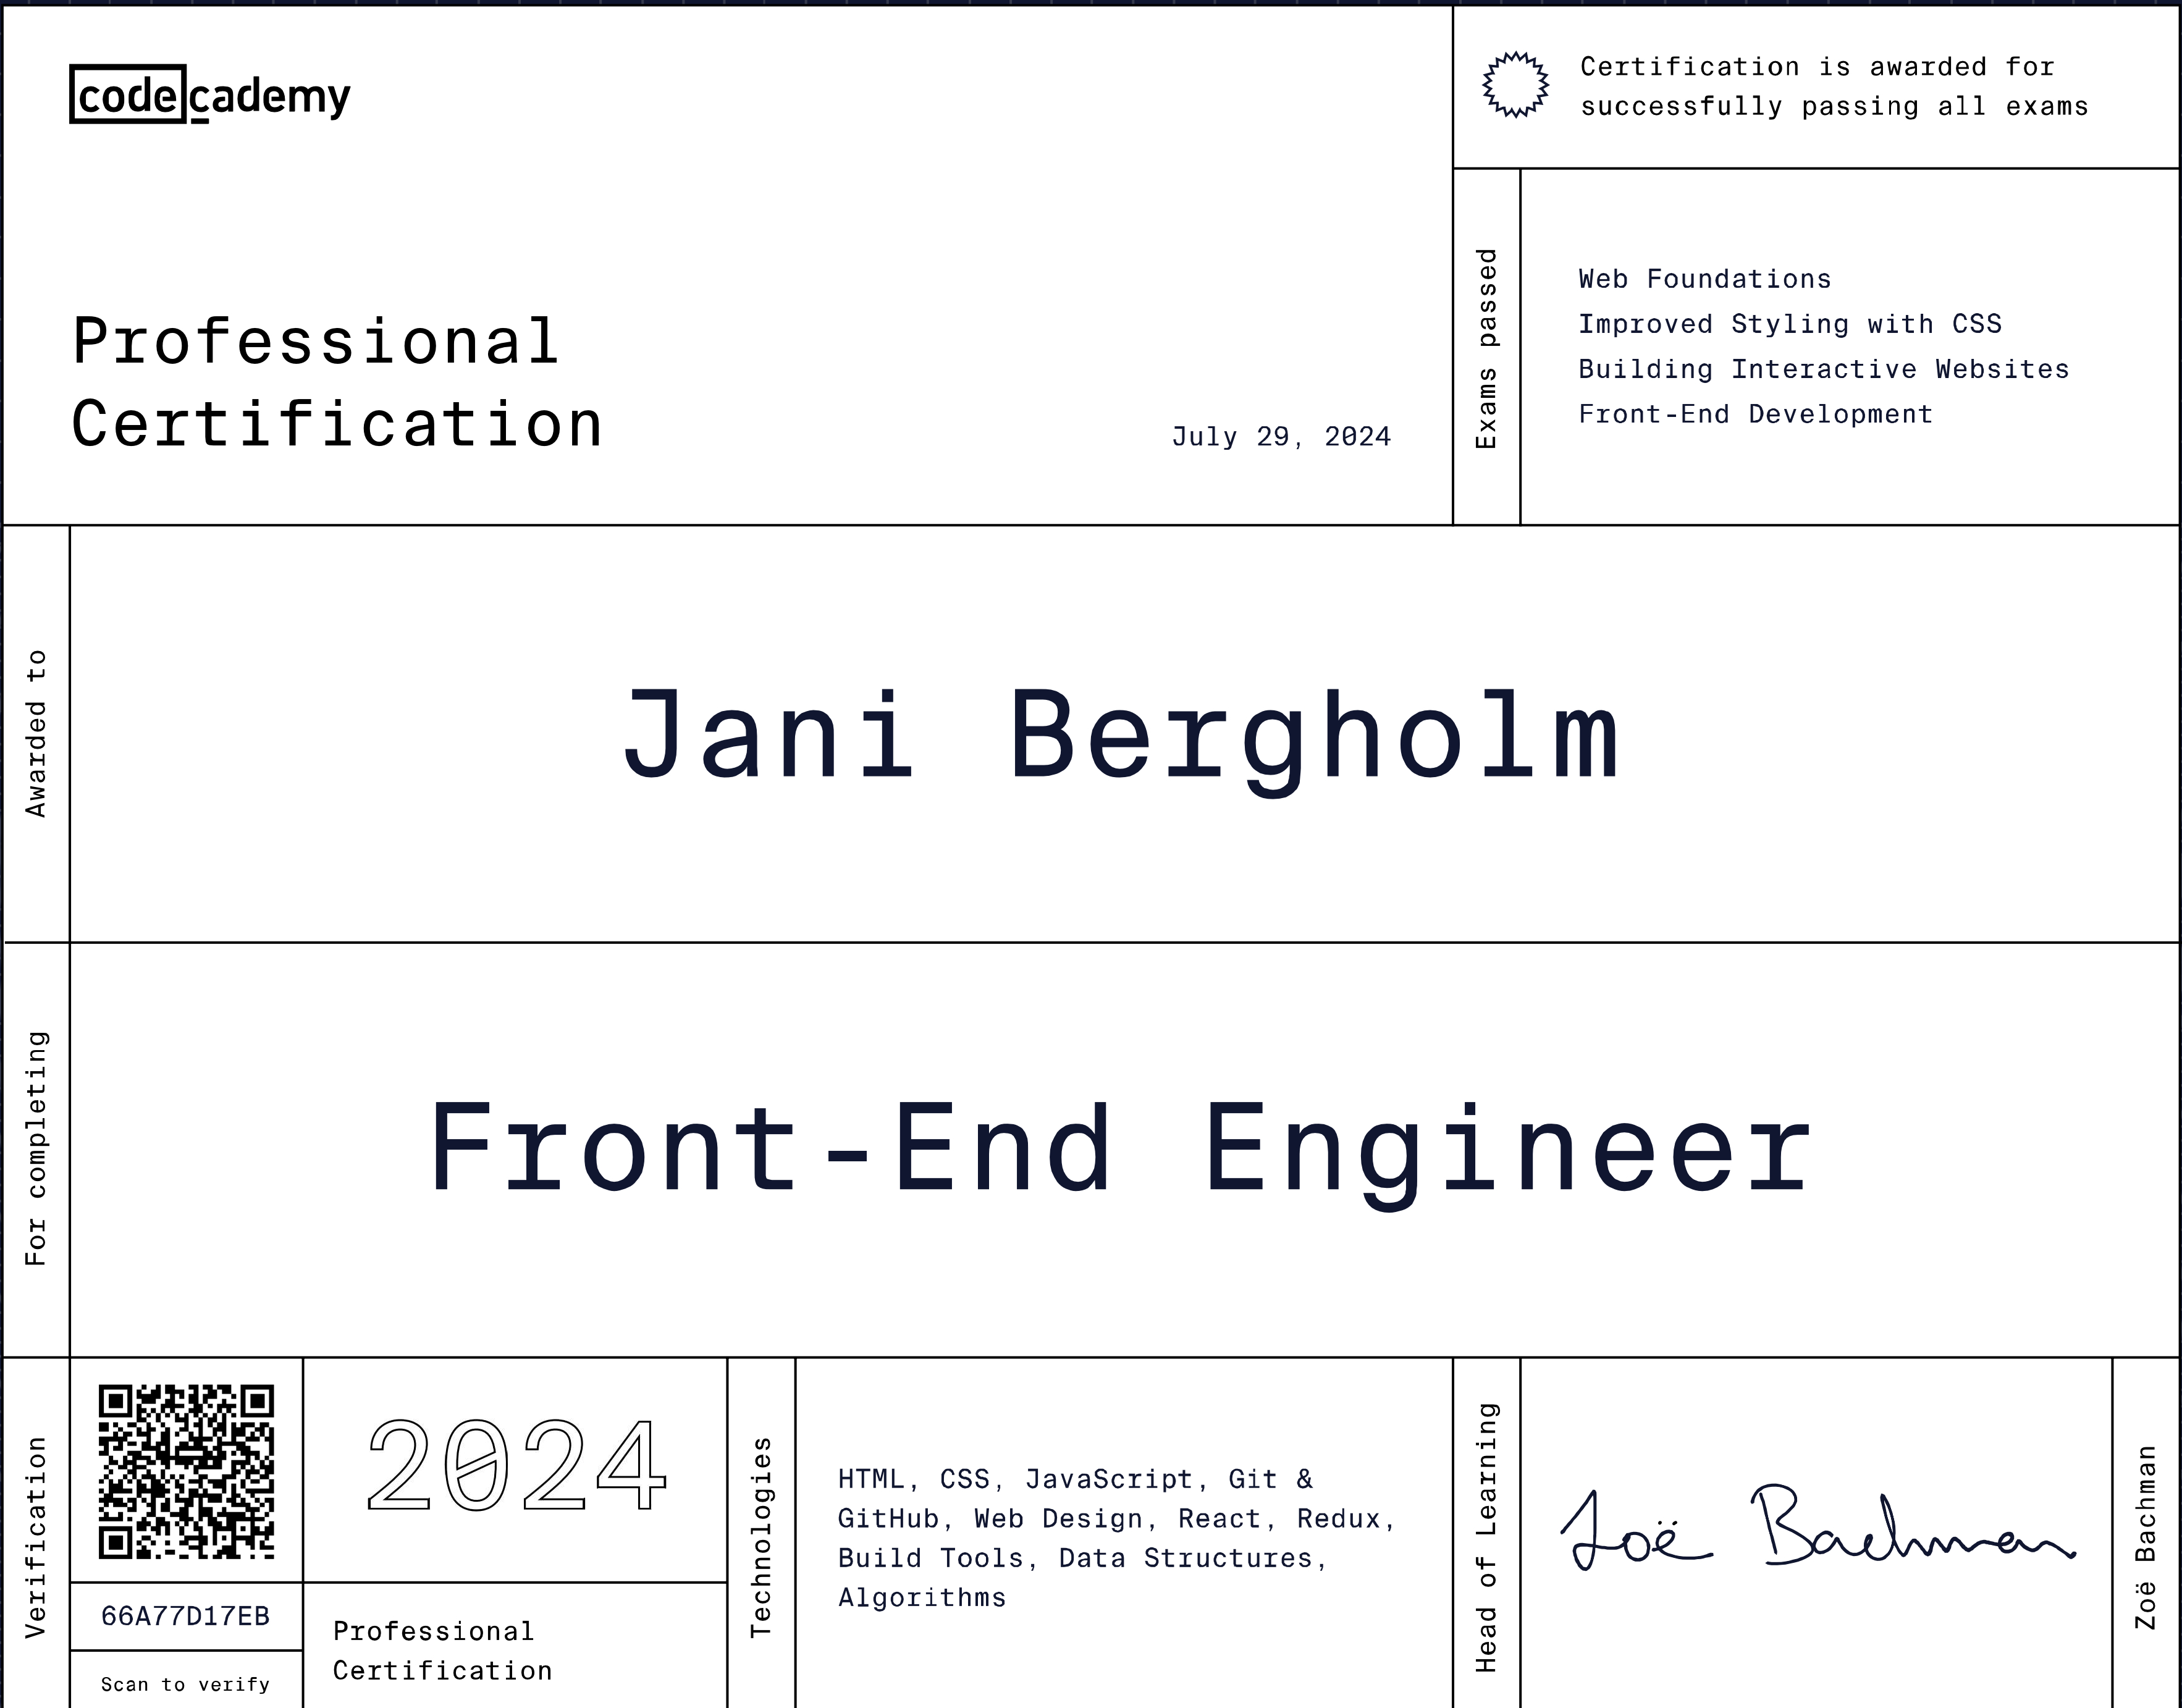 codecademy
Certification is awarded for
successfully passing all exams
Professional
Certification
July 29, 2024
Exams passed
Web Foundations
Improved Styling with CSS
Building Interactive Websites
Front-End Development
Awarded to
Jani Bergholm
For completing
Front-End Engineer
Verification
66A77D17EB
Scan to verify
2024
Professional
Certification
Technologies
HTML, CSS, JavaScript, Git &
GitHub, Web Design, React, Redux,
Build Tools, Data Structures,
Algorithms
Head of Learning
Zoë Bachman
Zoë Bachman